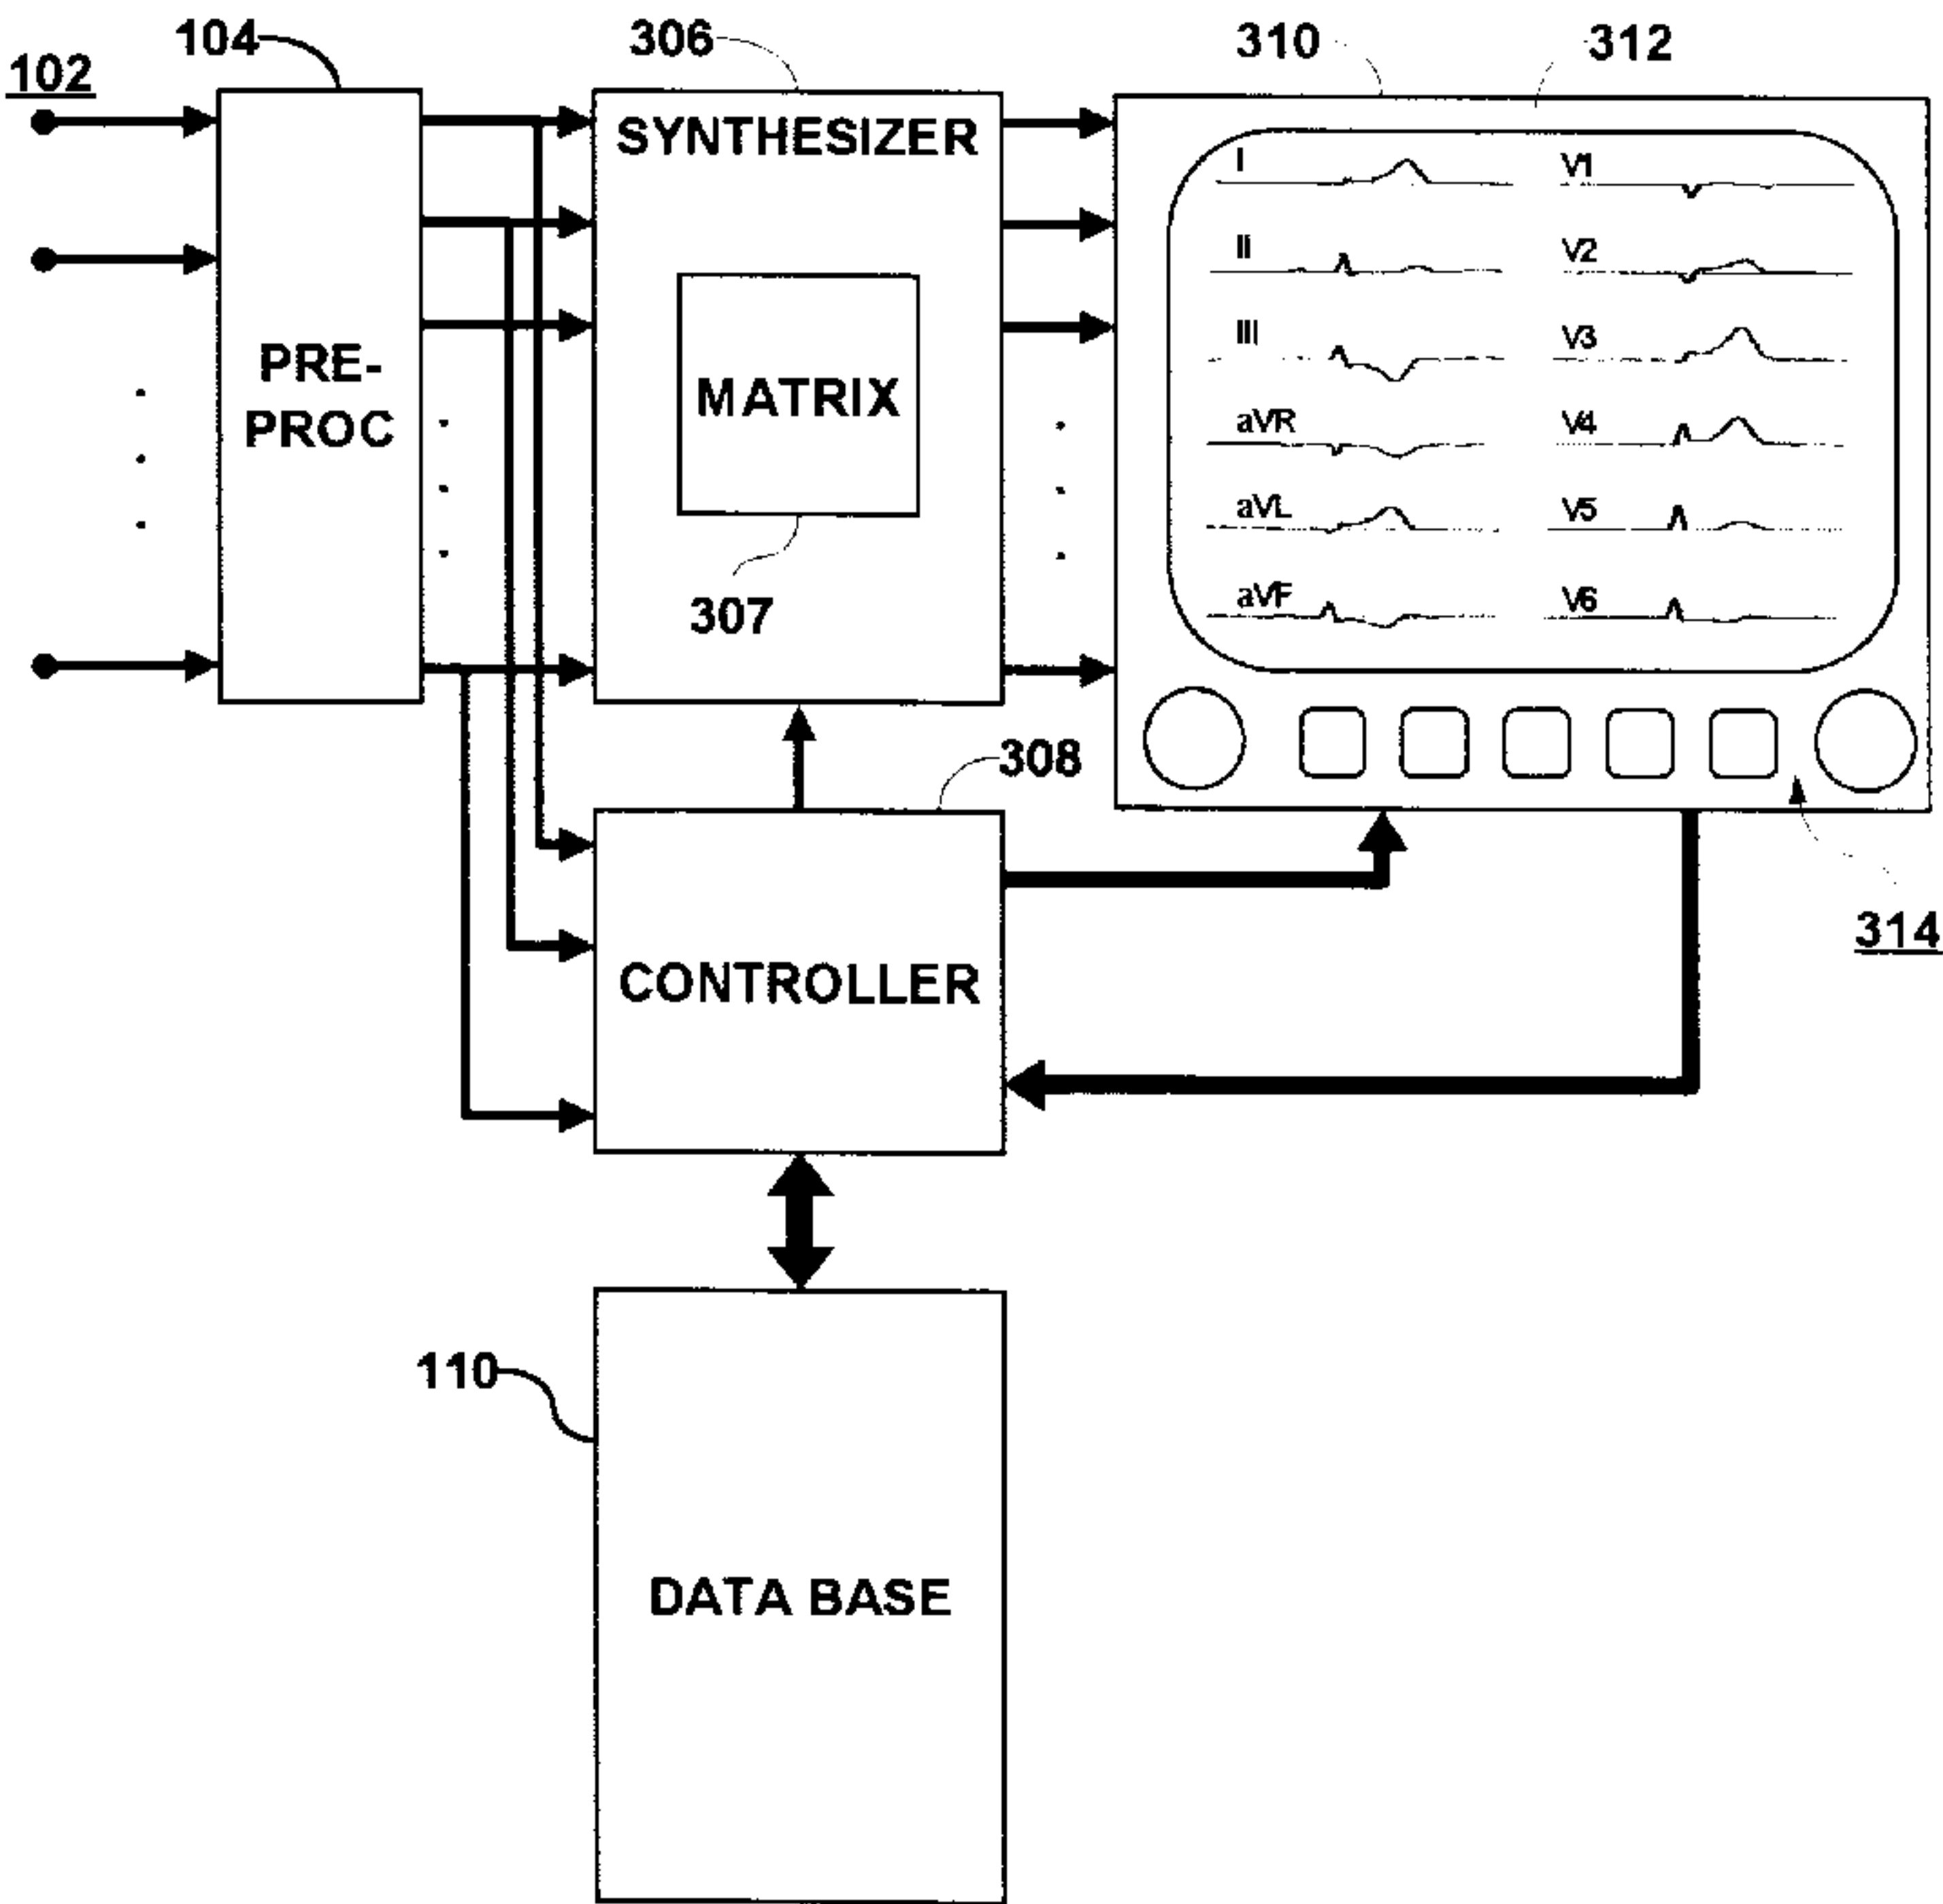 102
104
306
310
312
SYNTHESIZER
PRE-
PROC
MATRIX
307
I
V1
II
V2
III
V3
aVR
V4
aVL
V5
aVF
V6
308
CONTROLLER
314
110
DATA BASE